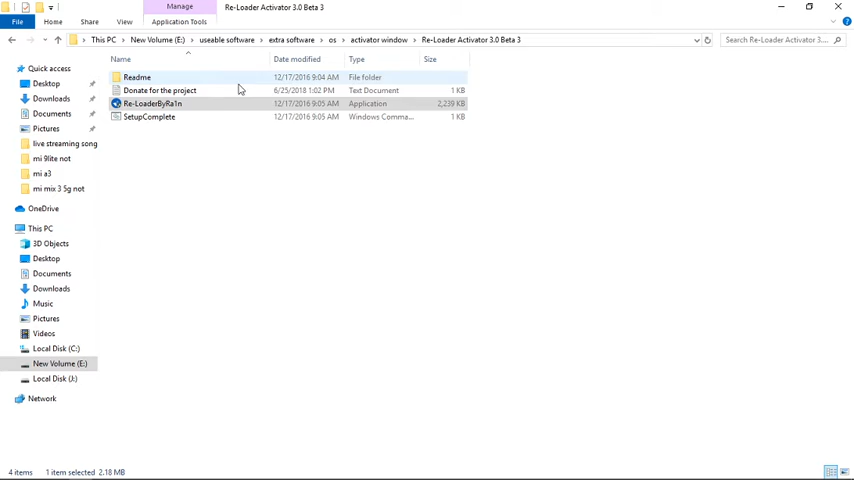 Manage
Re-Loader Activator 3.0 Beta 3
File Home Share View Application Tools
This PC > New Volume (E:) > useable software > extra software > os > activator window > Re-Loader Activator 3.0 Beta 3
Search Re-Loader Activator 3....
Name Date modified Type Size
Readme 12/17/2016 9:04 AM File folder
Donate for the project 6/25/2018 1:02 PM Text Document 1 KB
Re-LoaderByRa1n 12/17/2016 9:05 AM Application 2,239 KB
SetupComplete 12/17/2016 9:05 AM Windows Comma... 1 KB
Quick access
Desktop
Downloads
Documents
Pictures
live streaming song
mi 9lite not
mi a3
mi mix 3 5g not
OneDrive
This PC
3D Objects
Desktop
Documents
Downloads
Music
Pictures
Videos
Local Disk (C:)
New Volume (E:)
Local Disk (J:)
Network
4 items 1 item selected 2.18 MB